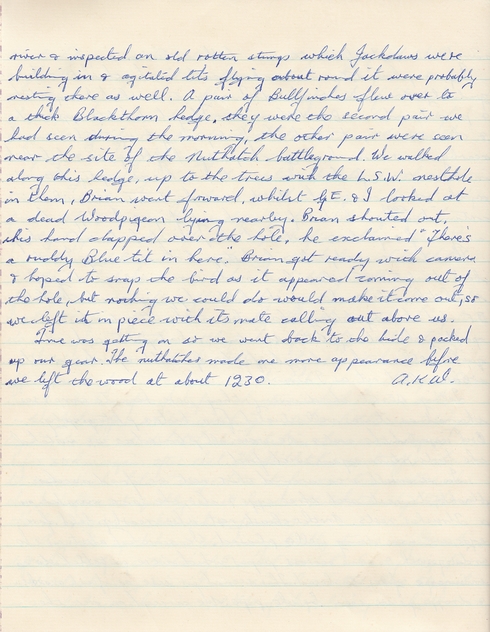 river & inspected an old rotten stump which Jackdaws were
building in & agitated tits flying about round it were probably
nesting there as well. A pair of Bullfinches flew over to
a thick Blackthorn hedge, they were the second pair we
had seen during the morning, the other pair were seen
near the site of the Nuthatch battleground. We walked
along this hedge, up to the trees with the L.S.W. nesthole
in them, Brian went forward, whilst G.E. & I looked at
a dead Woodpigeon lying nearby. Brian shouted out,
his hand clapped over the hole, he exclaimed "There's
a ruddy Blue tit in here. Brian got ready with camera
& hoped to snap the bird as it appeared coming out of
the hole, but nothing we could do would make it come out, so
we left it in piece with its mate calling out above us.
Time was getting on so we went back to the hide & packed
up our gear. The nuthatches made one more appearance before
we left the wood at about 1230. A.K.W.